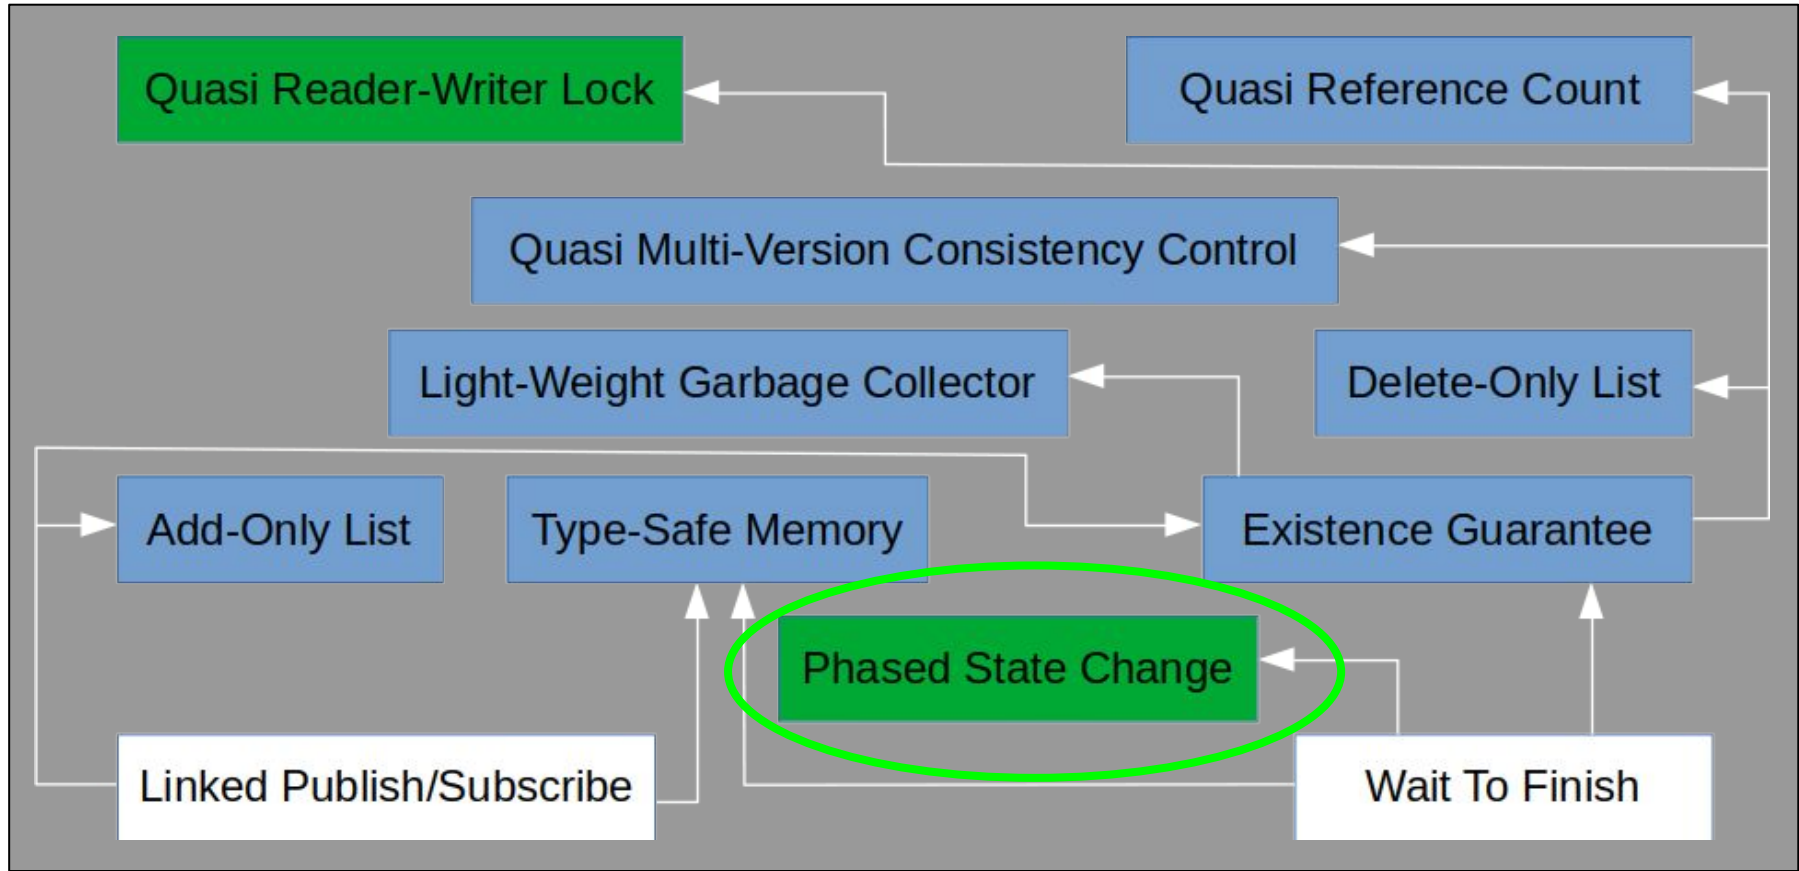 Quasi Reader-Writer Lock
Quasi Reference Count
Quasi Multi-Version Consistency Control
Light-Weight Garbage Collector
Delete-Only List
Add-Only List
Type-Safe Memory
Existence Guarantee
Phased State Change
Linked Publish/Subscribe
Wait To Finish